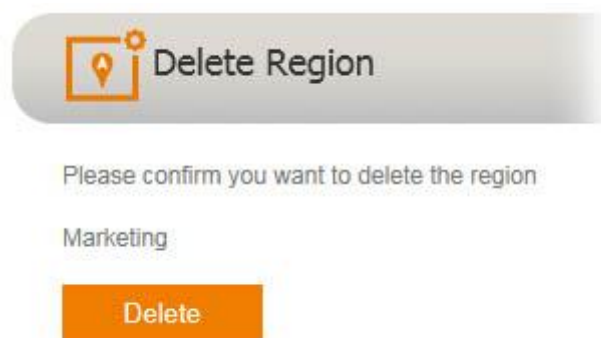 Delete Region
Please confirm you want to delete the region
Marketing
Delete